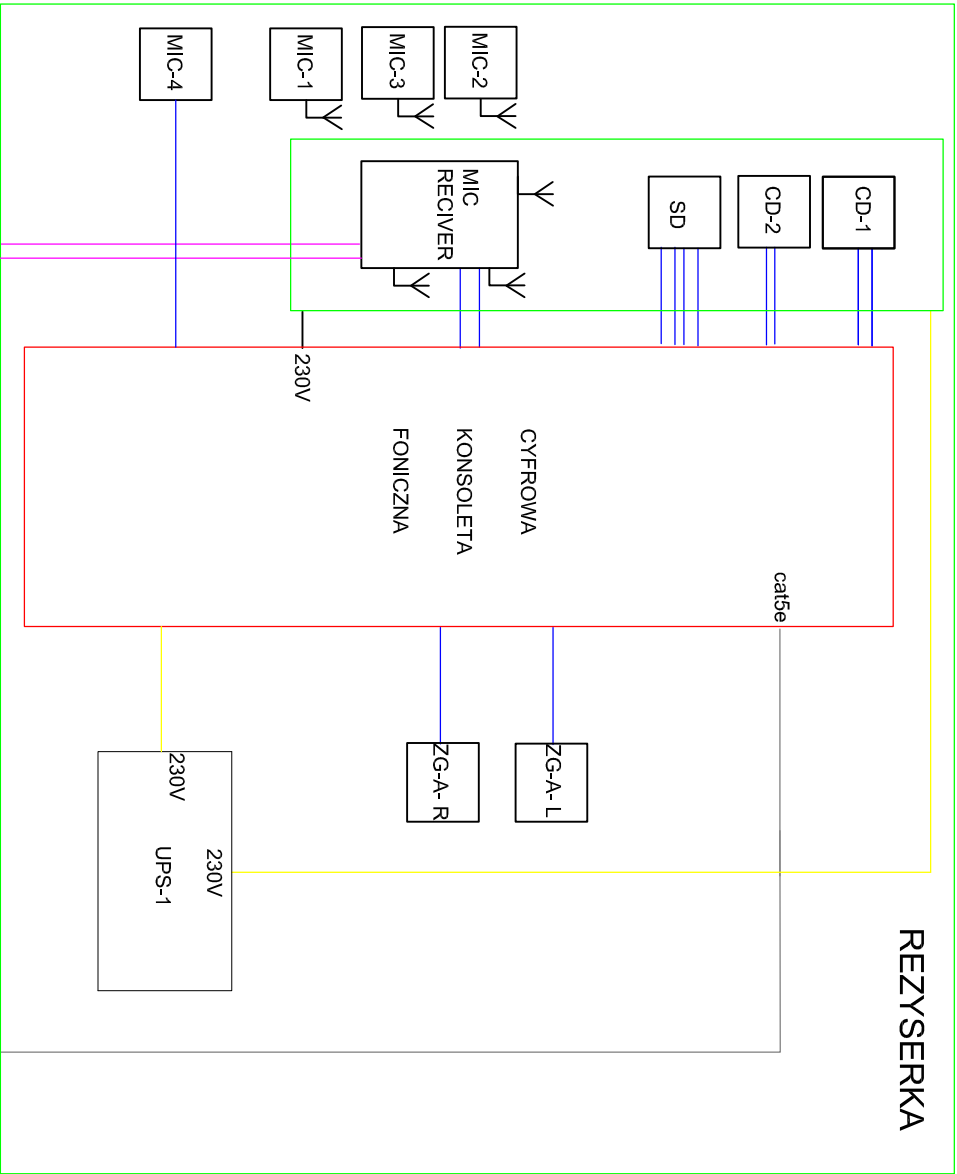 REZYSERKA
CD-1
CD-2
SD
MIC
RECIVER
MIC-2
MIC-3
MIC-1
MIC-4
230V
cat5e
CYFROWA
KONSOLETA
FONICZNA
ZG-A- L
ZG-A- R
230V
230V
UPS-1